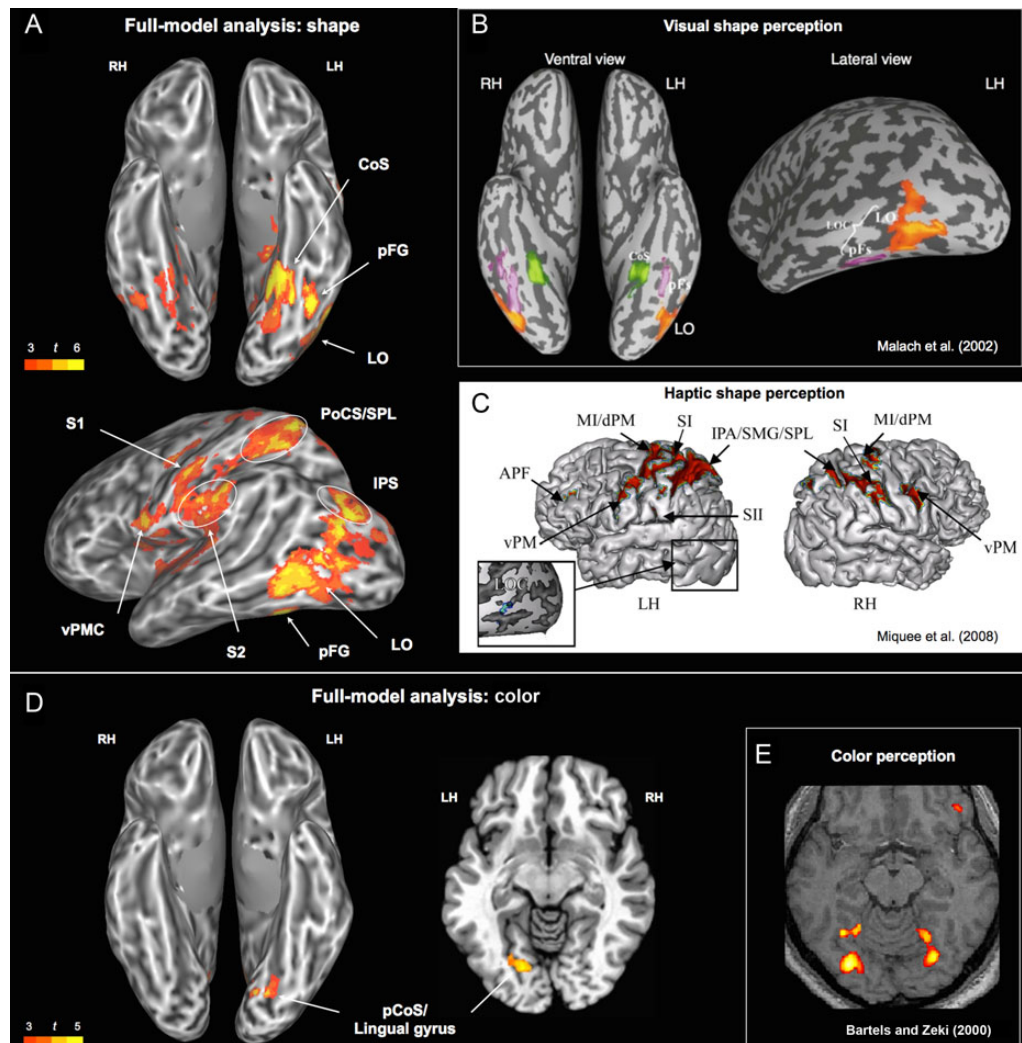 A
Full-model analysis: shape
RH
LH
CoS
pFG
LO
3 t 6
S1
PoCS/SPL
IPS
vPMC
S2
pFG
LO
B
Visual shape perception
Ventral view
Lateral view
RH
LH
LH
CoS
pFs
LO
LOC
LO
pFs
Malach et al. (2002)
C
Haptic shape perception
MI/dPM
SI
IPA/SMG/SPL
SI
MI/dPM
APF
vPM
SII
vPM
LOC
LH
RH
Miquee et al. (2008)
D
Full-model analysis: color
RH
LH
LH
RH
pCoS/
Lingual gyrus
3 t 5
E
Color perception
Bartels and Zeki (2000)